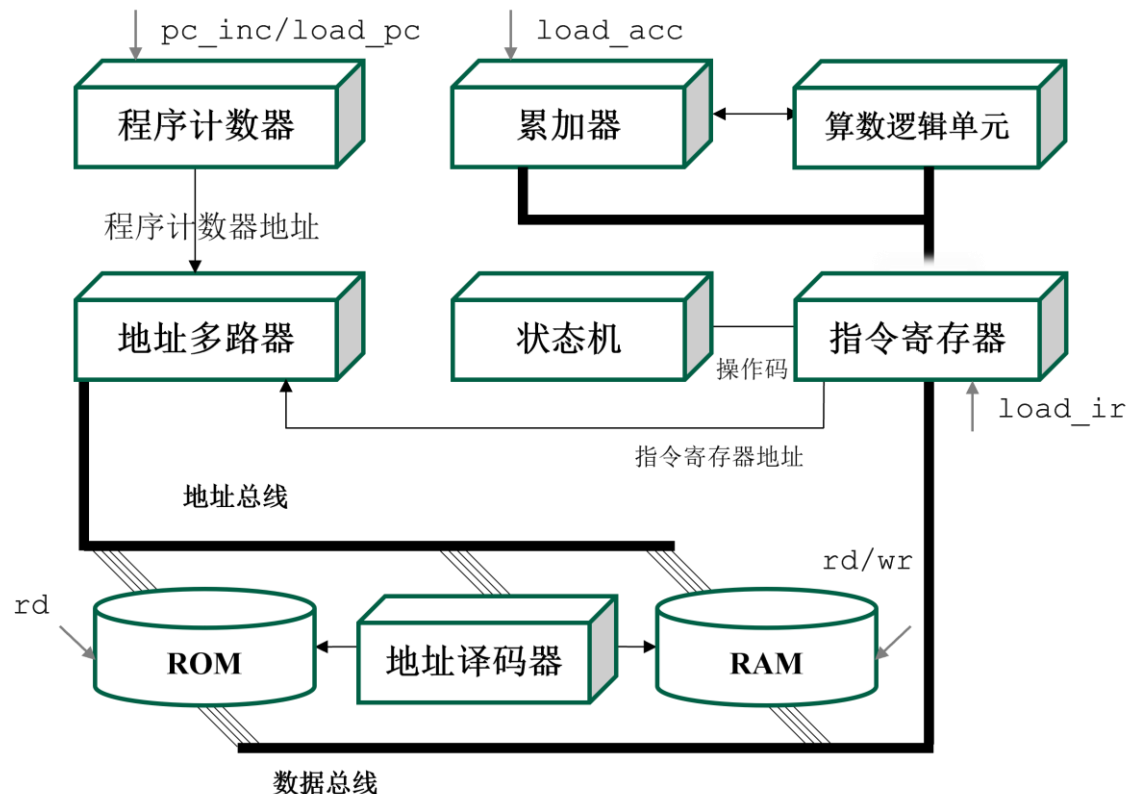 pc_inc/load_pc
load_acc
程序计数器
累加器
算数逻辑单元
程序计数器地址
地址多路器
状态机
指令寄存器
操作码
load_ir
指令寄存器地址
地址总线
rd/wr
rd
ROM
地址译码器
RAM
数据总线